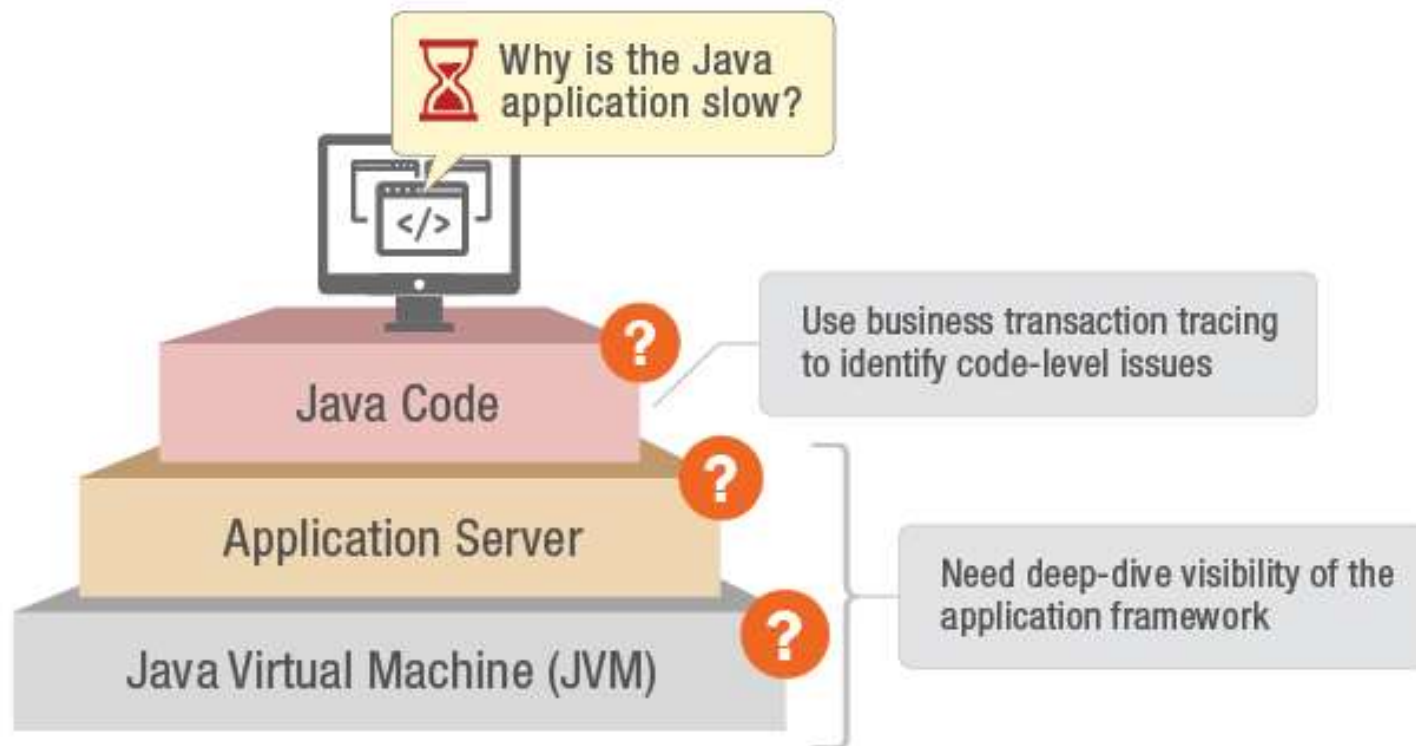 Why is the Java
application slow?
</>
?
Java Code
Use business transaction tracing
to identify code-level issues
?
Application Server
Need deep-dive visibility of the
application framework
?
Java Virtual Machine (JVM)